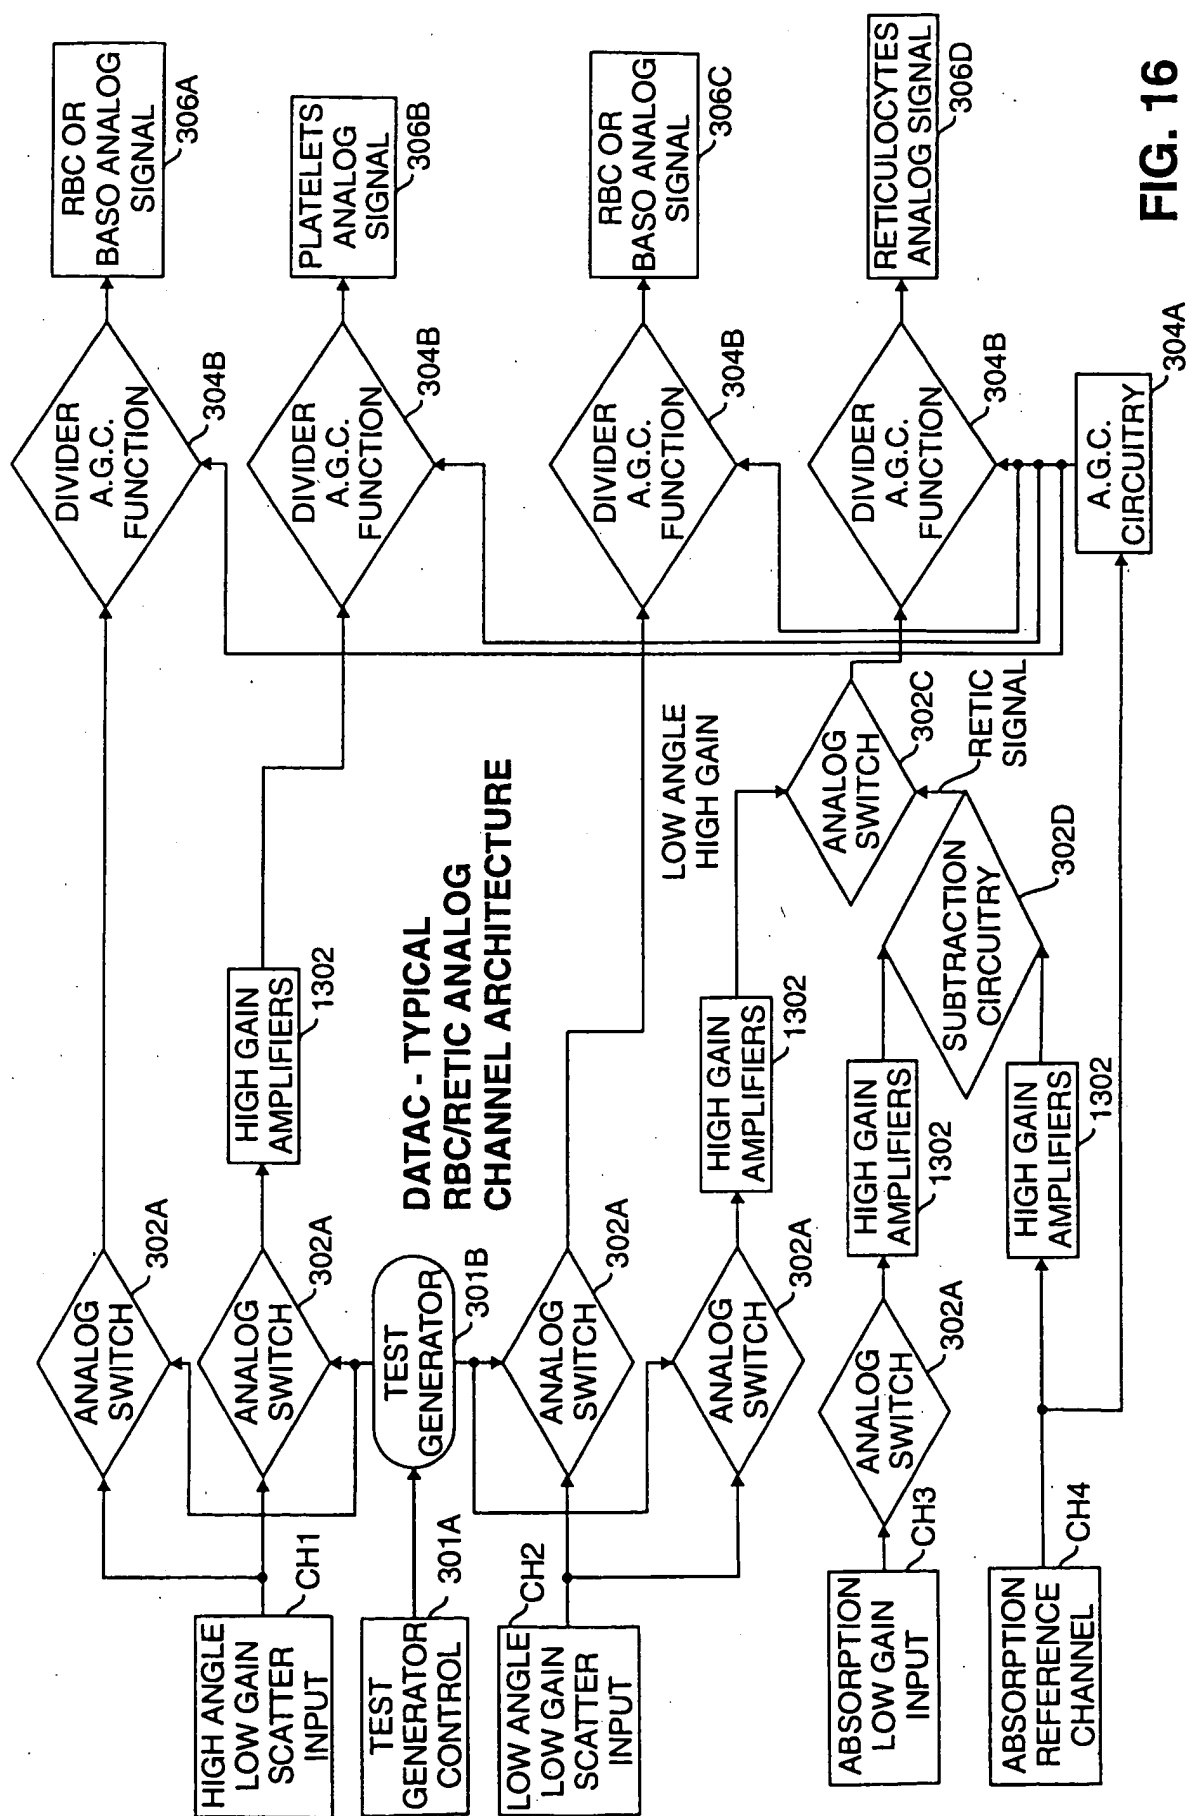 HIGH ANGLE
LOW GAIN
SCATTER
INPUT
CH1
TEST
GENERATOR
CONTROL
301A
LOW ANGLE
LOW GAIN
SCATTER
INPUT
CH2
ABSORPTION
LOW GAIN
INPUT
CH3
ABSORPTION
REFERENCE
CHANNEL
CH4
ANALOG
SWITCH
302A
ANALOG
SWITCH
302A
TEST
GENERATOR
301B
ANALOG
SWITCH
302A
ANALOG
SWITCH
302A
ANALOG
SWITCH
302A
HIGH GAIN
AMPLIFIERS
1302
DATAC - TYPICAL
RBC/RETIC ANALOG
CHANNEL ARCHITECTURE
HIGH GAIN
AMPLIFIERS
1302
HIGH GAIN
AMPLIFIERS
1302
HIGH GAIN
AMPLIFIERS
1302
SUBTRACTION
CIRCUITRY
302D
LOW ANGLE
HIGH GAIN
ANALOG
SWITCH
302C
RETIC
SIGNAL
DIVIDER
A.G.C.
FUNCTION
304B
DIVIDER
A.G.C.
FUNCTION
304B
DIVIDER
A.G.C.
FUNCTION
304B
DIVIDER
A.G.C.
FUNCTION
304B
A.G.C.
CIRCUITRY
304A
RBC OR
BASO ANALOG
SIGNAL
306A
PLATELETS
ANALOG
SIGNAL
306B
RBC OR
BASO ANALOG
SIGNAL
306C
RETICULOCYTES
ANALOG SIGNAL
306D
FIG. 16